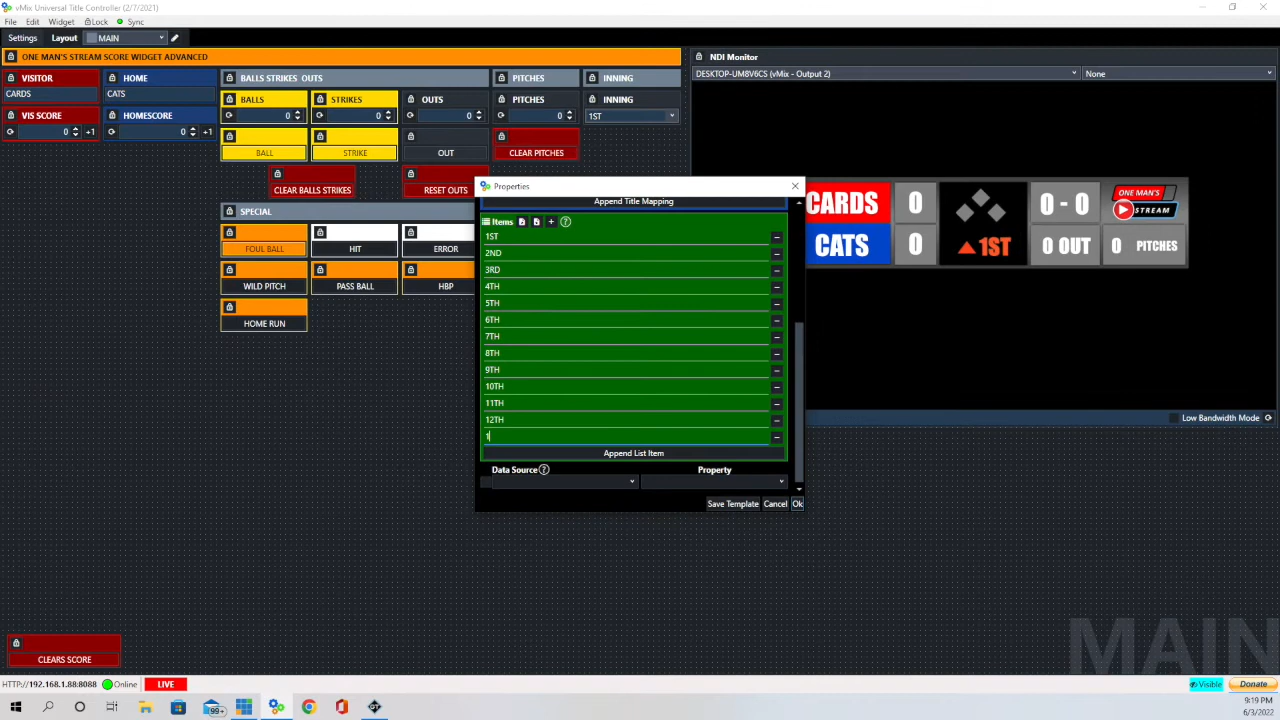 vMix Universal Title Controller (2/7/2021)
File Edit Widget Lock Sync
Settings Layout MAIN
ONE MAN'S STREAM SCORE WIDGET ADVANCED
NDI Monitor
DESKTOP-UM8V6CS (vMix - Output 2) None
VISITOR HOME BALLS STRIKES OUTS PITCHES INNING
CARDS CATS
BALLS STRIKES OUTS PITCHES INNING
VIS SCORE HOMESCORE 0 0 0 0 1ST
0 +1 0 +1
BALL STRIKE OUT CLEAR PITCHES
CLEAR BALLS STRIKES RESET OUTS
SPECIAL
FOUL BALL HIT ERROR
WILD PITCH PASS BALL HBP
HOME RUN
Properties
Append Title Mapping
Items
1ST
2ND
3RD
4TH
5TH
6TH
7TH
8TH
9TH
10TH
11TH
12TH
1
Append List Item
Data Source Property
Save Template Cancel Ok
CARDS 0 0 - 0 ONE MAN'S STREAM
CATS 0 1ST 0 OUT 0 PITCHES
Low Bandwidth Mode
MAIN
CLEARS SCORE
HTTP://192.168.1.88:8088 Online LIVE Visible Donate
99+
9:19 PM
6/3/2022